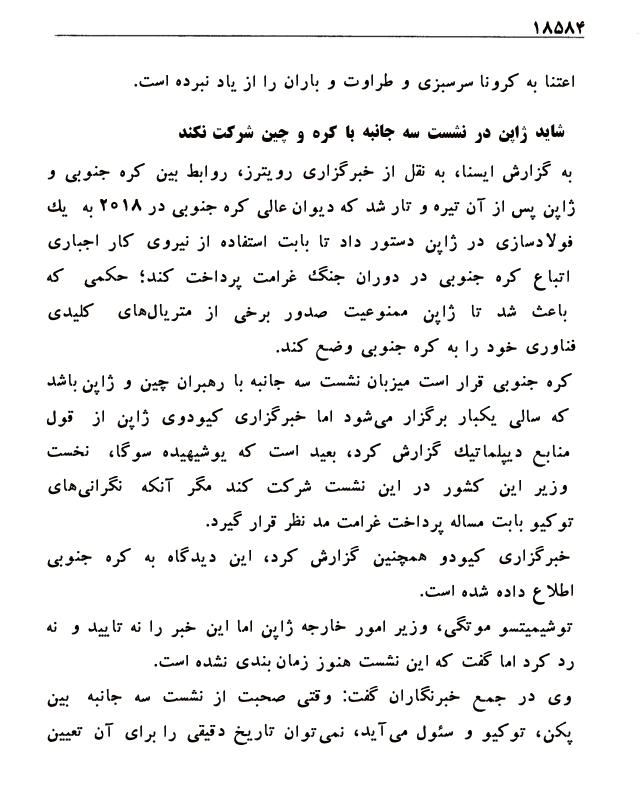 ۱۸۵۸۴
اعتنا به کرونا سرسبزی و طراوت و باران را از یاد نبرده است.
شاید ژاپن در نشست سه جانبه با کره و چین شرکت نکند
به گزارش ایسنا، به نقل از خبرگزاری رویترز، روابط بین کره جنوبی و
ژاپن پس از آن تیره و تار شد که دیوان عالی کره جنوبی در ۲۰۱۸ به یك
فولادسازی در ژاپن دستور داد تا بابت استفاده از نیروی کار اجباری
اتباع کره جنوبی در دوران جنگ غرامت پرداخت کند؛ حکمی که
باعث شد تا ژاپن ممنوعیت صدور برخی از متریال‌های کلیدی
فناوری خود را به کره جنوبی وضع کند.
کره جنوبی قرار است میزبان نشست سه جانبه با رهبران چین و ژاپن باشد
که سالی یکبار برگزار می‌شود اما خبرگزاری کیودوی ژاپن از قول
منابع دیپلماتیك گزارش کرد، بعید است که یوشیهیده سوگا، نخست
وزیر این کشور در این نشست شرکت کند مگر آنکه نگرانی‌های
توکیو بابت مساله پرداخت غرامت مد نظر قرار گیرد.
خبرگزاری کیودو همچنین گزارش کرد، این دیدگاه به کره جنوبی
اطلاع داده شده است.
توشیمیتسو موتگی، وزیر امور خارجه ژاپن اما این خبر را نه تایید و نه
رد کرد اما گفت که این نشست هنوز زمان بندی نشده است.
وی در جمع خبرنگاران گفت: وقتی صحبت از نشست سه جانبه بین
پکن، توکیو و سئول می‌آید، نمی‌توان تاریخ دقیقی را برای آن تعیین